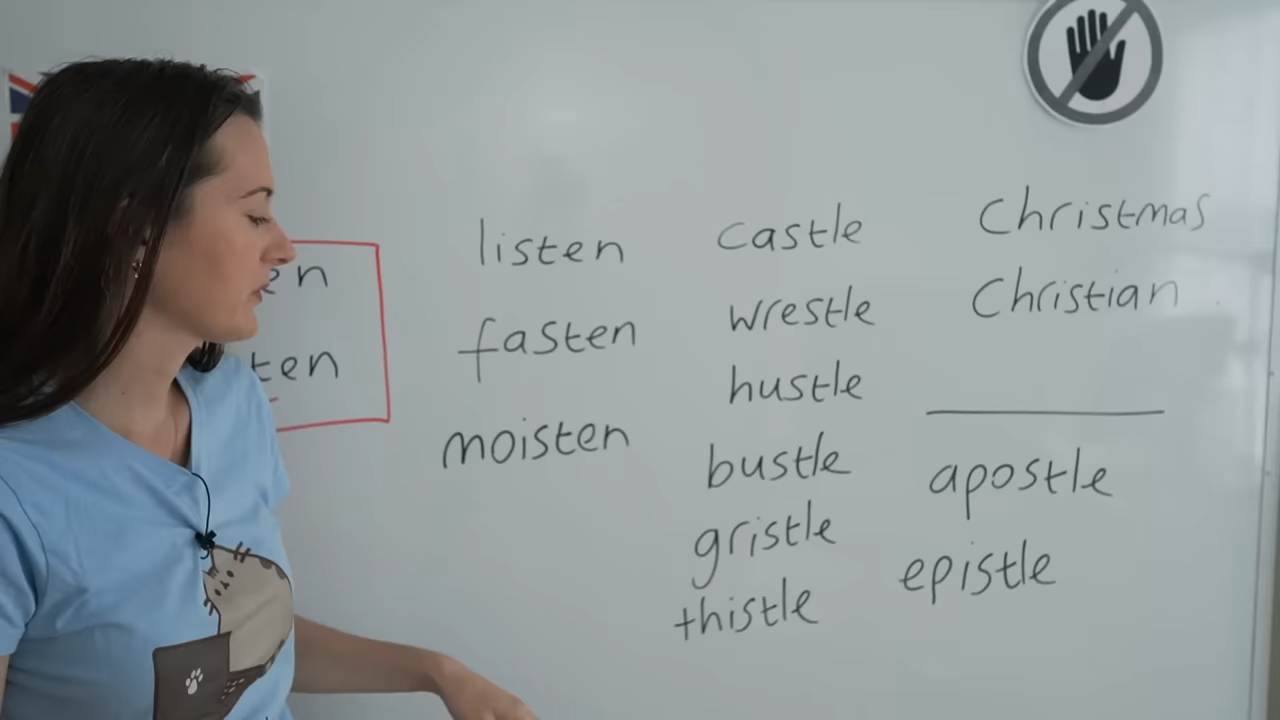 listen
fasten
moisten
castle
wrestle
hustle
bustle
gristle
thistle
Christmas
Christian
apostle
epistle